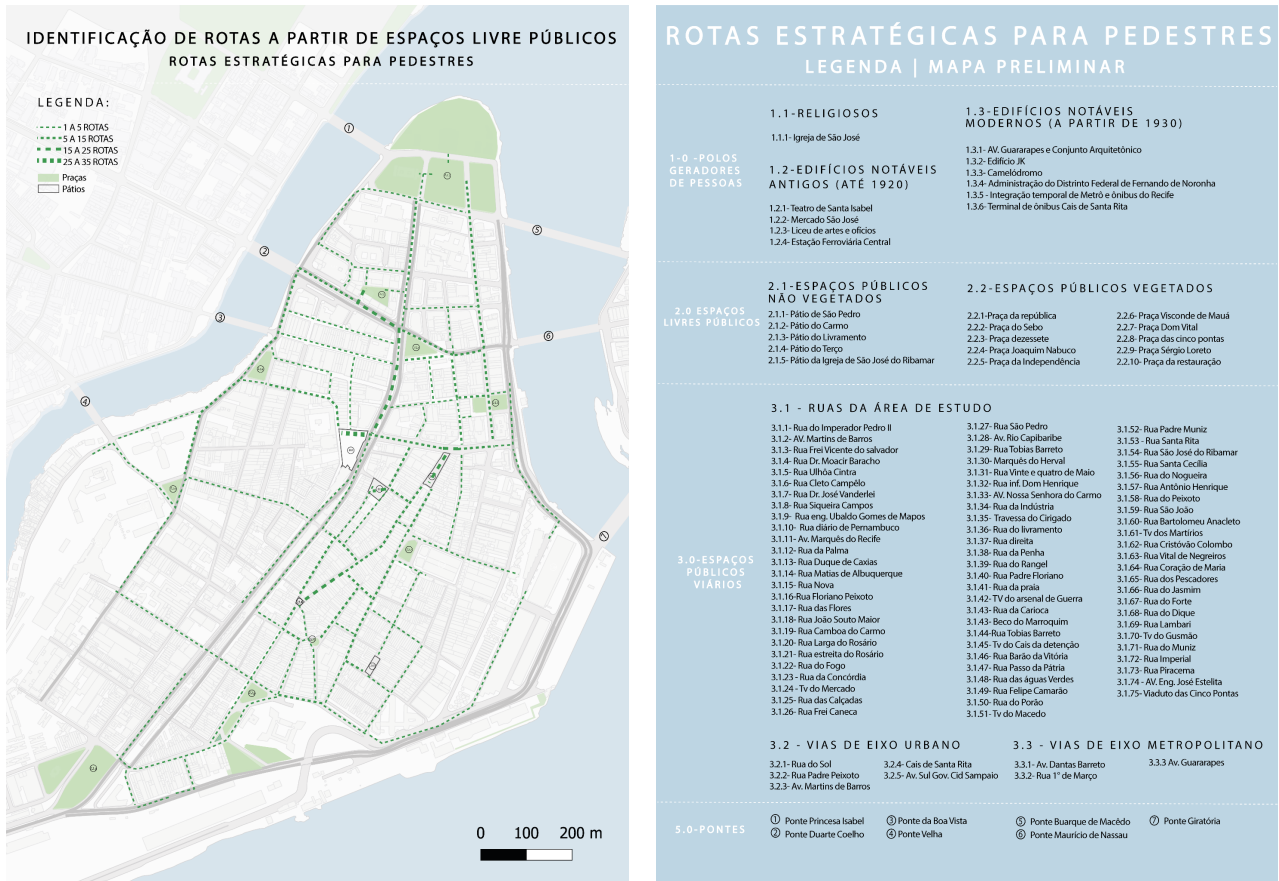 IDENTIFICAÇÃO DE ROTAS A PARTIR DE ESPAÇOS LIVRE PÚBLICOS
ROTAS ESTRATÉGICAS PARA PEDESTRES
LEGENDA:
1 A 5 ROTAS
5 A 15 ROTAS
15 A 25 ROTAS
25 A 35 ROTAS
Praças
Pátios
1
2
3
4
5
6
7
0 100 200 m
ROTAS ESTRATÉGICAS PARA PEDESTRES
LEGENDA | MAPA PRELIMINAR
1-0 -POLOS
GERADORES
DE PESSOAS
1.1-RELIGIOSOS
1.1.1- Igreja de São José
1.2-EDIFÍCIOS NOTÁVEIS
ANTIGOS (ATÉ 1920)
1.2.1- Teatro de Santa Isabel
1.2.2- Mercado São José
1.2.3- Liceu de artes e ofícios
1.2.4- Estação Ferroviária Central
1.3-EDIFÍCIOS NOTÁVEIS
MODERNOS (A PARTIR DE 1930)
1.3.1- AV. Guararapes e Conjunto Arquitetônico
1.3.2- Edifício JK
1.3.3- Camelódromo
1.3.4- Administração do Distrinto Federal de Fernando de Noronha
1.3.5 - Integração temporal de Metrô e ônibus do Recife
1.3.6- Terminal de ônibus Cais de Santa Rita
2.0 ESPAÇOS
LIVRES PÚBLICOS
2.1-ESPAÇOS PÚBLICOS
NÃO VEGETADOS
2.1.1- Pátio de São Pedro
2.1.2- Pátio do Carmo
2.1.3- Pátio do Livramento
2.1.4- Pátio do Terço
2.1.5- Pátio da Igreja de São José do Ribamar
2.2-ESPAÇOS PÚBLICOS VEGETADOS
2.2.1-Praça da república
2.2.2- Praça do Sebo
2.2.3- Praça dezessete
2.2.4- Praça Joaquim Nabuco
2.2.5- Praça da Independência
2.2.6- Praça Visconde de Mauá
2.2.7- Praça Dom Vital
2.2.8- Praça das cinco pontas
2.2.9- Praça Sérgio Loreto
2.2.10- Praça da restauração
3.0-ESPAÇOS
PÚBLICOS
VIÁRIOS
3.1 - RUAS DA ÁREA DE ESTUDO
3.1.1- Rua do Imperador Pedro II
3.1.2- AV. Martins de Barros
3.1.3- Rua Frei Vicente do salvador
3.1.4- Rua Dr. Moacir Baracho
3.1.5- Rua Ulhôa Cintra
3.1.6- Rua Cleto Campêlo
3.1.7- Rua Dr. José Vanderlei
3.1.8- Rua Siqueira Campos
3.1.9- Rua eng. Ubaldo Gomes de Mapos
3.1.10- Rua diário de Pernambuco
3.1.11- Av. Marquês do Recife
3.1.12- Rua da Palma
3.1.13- Rua Duque de Caxias
3.1.14- Rua Matias de Albuquerque
3.1.15- Rua Nova
3.1.16-Rua Floriano Peixoto
3.1.17- Rua das Flores
3.1.18- Rua João Souto Maior
3.1.19- Rua Camboa do Carmo
3.1.20- Rua Larga do Rosário
3.1.21- Rua estreita do Rosário
3.1.22- Rua do Fogo
3.1.23 - Rua da Concórdia
3.1.24 - Tv do Mercado
3.1.25- Rua das Calçadas
3.1.26- Rua Frei Caneca
3.1.27- Rua São Pedro
3.1.28- Av. Rio Capibaribe
3.1.29- Rua Tobias Barreto
3.1.30- Marquês do Herval
3.1.31- Rua Vinte e quatro de Maio
3.1.32- Rua inf. Dom Henrique
3.1.33- AV. Nossa Senhora do Carmo
3.1.34- Rua da Indústria
3.1.35- Travessa do Cirigado
3.1.36- Rua do livramento
3.1.37- Rua direita
3.1.38- Rua da Penha
3.1.39- Rua do Rangel
3.1.40- Rua Padre Floriano
3.1.41- Rua da praia
3.1.42- TV do arsenal de Guerra
3.1.43- Rua da Carioca
3.1.43- Beco do Marroquim
3.1.44-Rua Tobias Barreto
3.1.45- Tv do Cais da detenção
3.1.46- Rua Barão da Vitória
3.1.47- Rua Passo da Pátria
3.1.48- Rua das águas Verdes
3.1.49- Rua Felipe Camarão
3.1.50- Rua do Porão
3.1.51- Tv do Macedo
3.1.52- Rua Padre Muniz
3.1.53 - Rua Santa Rita
3.1.54- Rua São José do Ribamar
3.1.55- Rua Santa Cecília
3.1.56- Rua do Nogueira
3.1.57- Rua Antônio Henrique
3.1.58- Rua do Peixoto
3.1.59- Rua São João
3.1.60- Rua Bartolomeu Anacleto
3.1.61- Tv dos Martírios
3.1.62- Rua Cristóvão Colombo
3.1.63- Rua Vital de Negreiros
3.1.64- Rua Coração de Maria
3.1.65- Rua dos Pescadores
3.1.66- Rua do Jasmim
3.1.67- Rua do Forte
3.1.68- Rua do Dique
3.1.69- Rua Lambari
3.1.70- Tv do Gusmão
3.1.71- Rua do Muniz
3.1.72- Rua Imperial
3.1.73- Rua Piracema
3.1.74 - AV. Eng. José Estelita
3.1.75- Viaduto das Cinco Pontas
3.2 - VIAS DE EIXO URBANO
3.2.1- Rua do Sol
3.2.2- Rua Padre Peixoto
3.2.3- Av. Martins de Barros
3.2.4- Cais de Santa Rita
3.2.5- Av. Sul Gov. Cid Sampaio
3.3 - VIAS DE EIXO METROPOLITANO
3.3.1- Av. Dantas Barreto
3.3.2- Rua 1° de Março
3.3.3 Av. Guararapes
5.0-PONTES
1 Ponte Princesa Isabel
2 Ponte Duarte Coelho
3 Ponte da Boa Vista
4 Ponte Velha
5 Ponte Buarque de Macêdo
6 Ponte Maurício de Nassau
7 Ponte Giratória